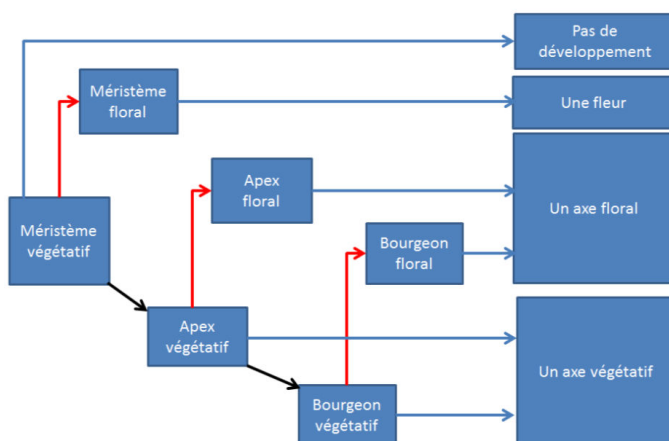 Pas de
développement
Méristème
floral
Une fleur
Apex
floral
Un axe floral
Méristème
végétatif
Bourgeon
floral
Apex
végétatif
Un axe végétatif
Bourgeon
végétatif